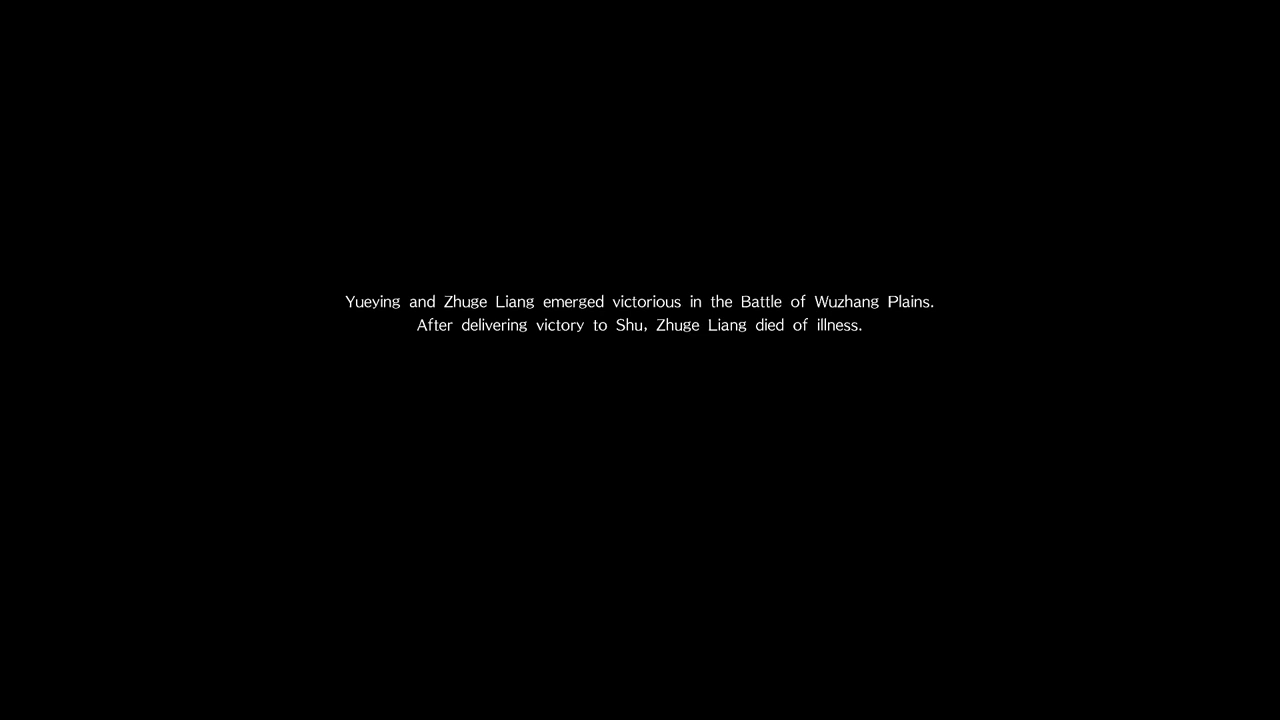 Yueying and Zhuge Liang emerged victorious in the Battle of Wuzhang Plains.
After delivering victory to Shu, Zhuge Liang died of illness.